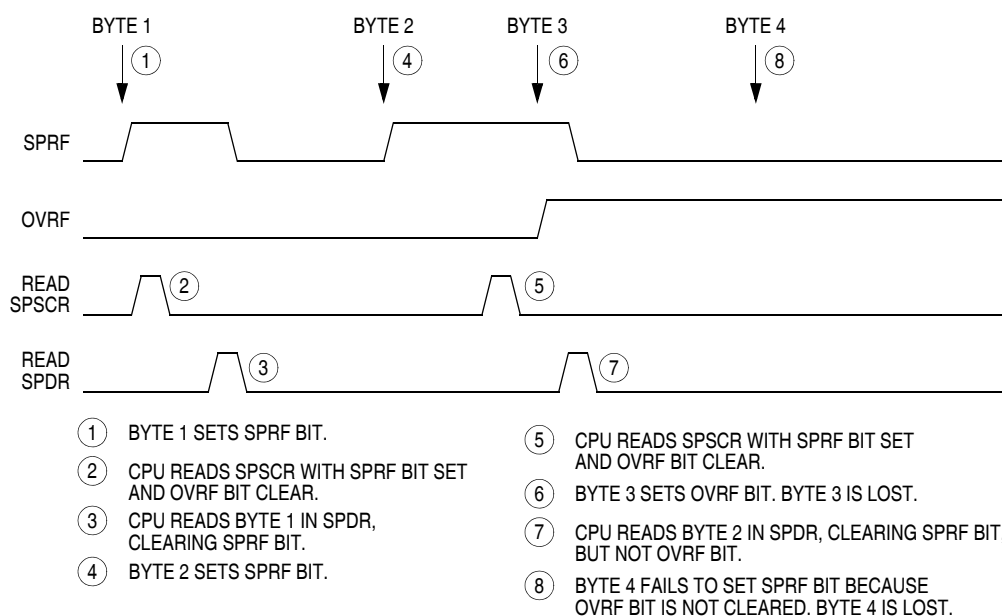 BYTE 1
BYTE 2
BYTE 3
BYTE 4
1
4
6
8
SPRF
OVRF
READ
SPSCR
2
5
READ
SPDR
3
7
1 BYTE 1 SETS SPRF BIT.
2 CPU READS SPSCR WITH SPRF BIT SET
AND OVRF BIT CLEAR.
3 CPU READS BYTE 1 IN SPDR,
CLEARING SPRF BIT.
4 BYTE 2 SETS SPRF BIT.
5 CPU READS SPSCR WITH SPRF BIT SET
AND OVRF BIT CLEAR.
6 BYTE 3 SETS OVRF BIT. BYTE 3 IS LOST.
7 CPU READS BYTE 2 IN SPDR, CLEARING SPRF BIT,
BUT NOT OVRF BIT.
8 BYTE 4 FAILS TO SET SPRF BIT BECAUSE
OVRF BIT IS NOT CLEARED. BYTE 4 IS LOST.